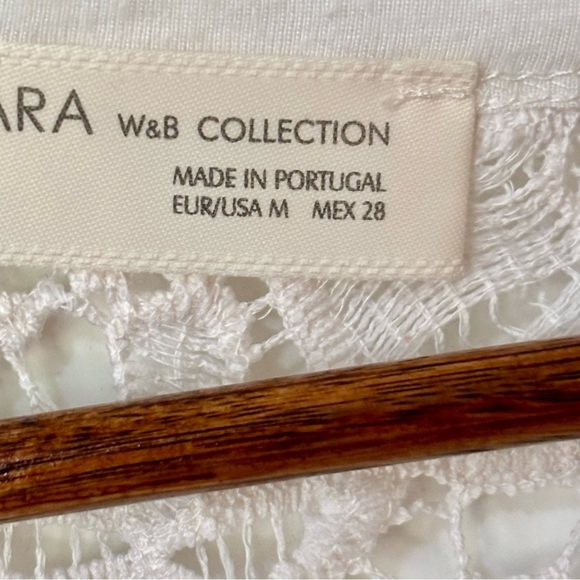 ARA W&B COLLECTION
MADE IN PORTUGAL
EUR/USA M MEX 28